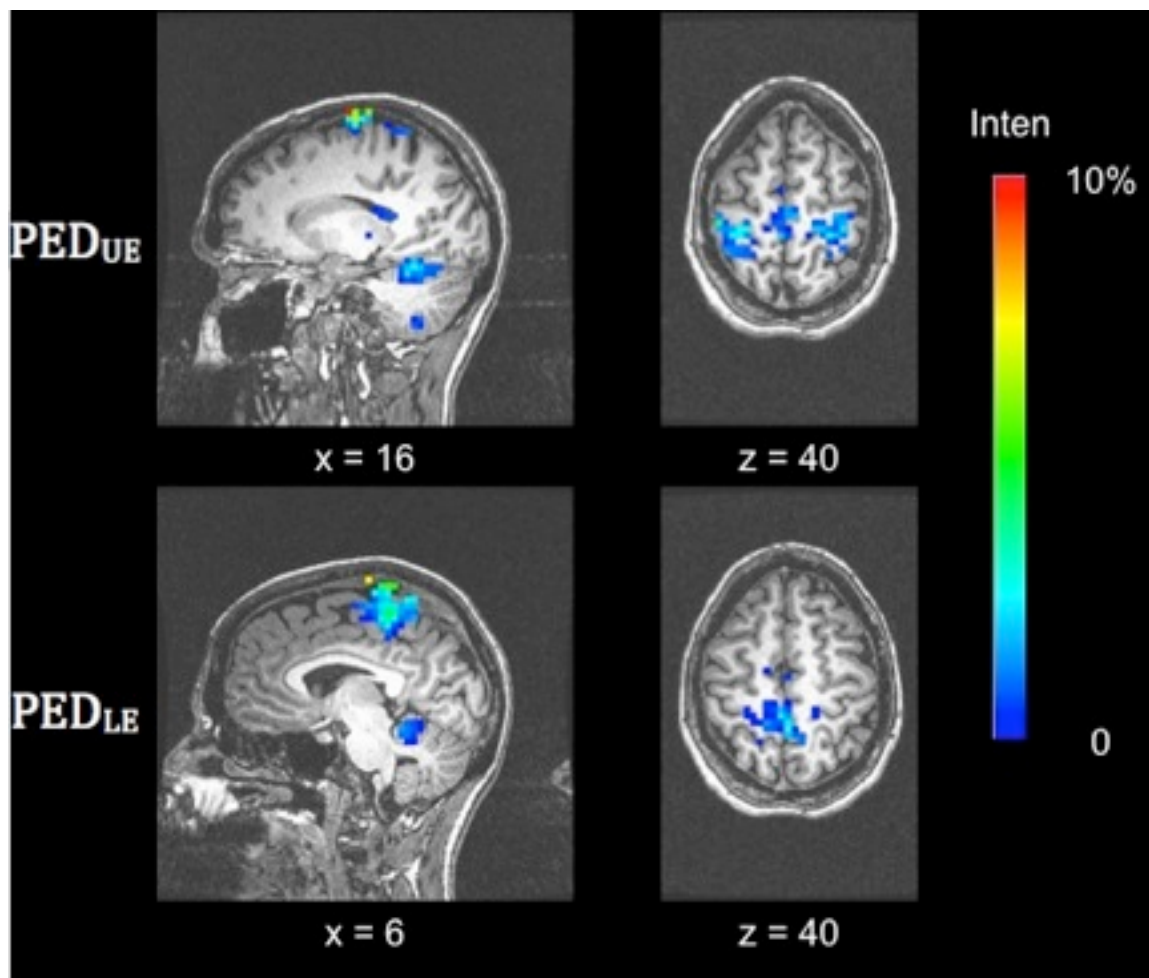 PEDUE
x = 16
z = 40
Inten
10%
0
PEDLE
x = 6
z = 40